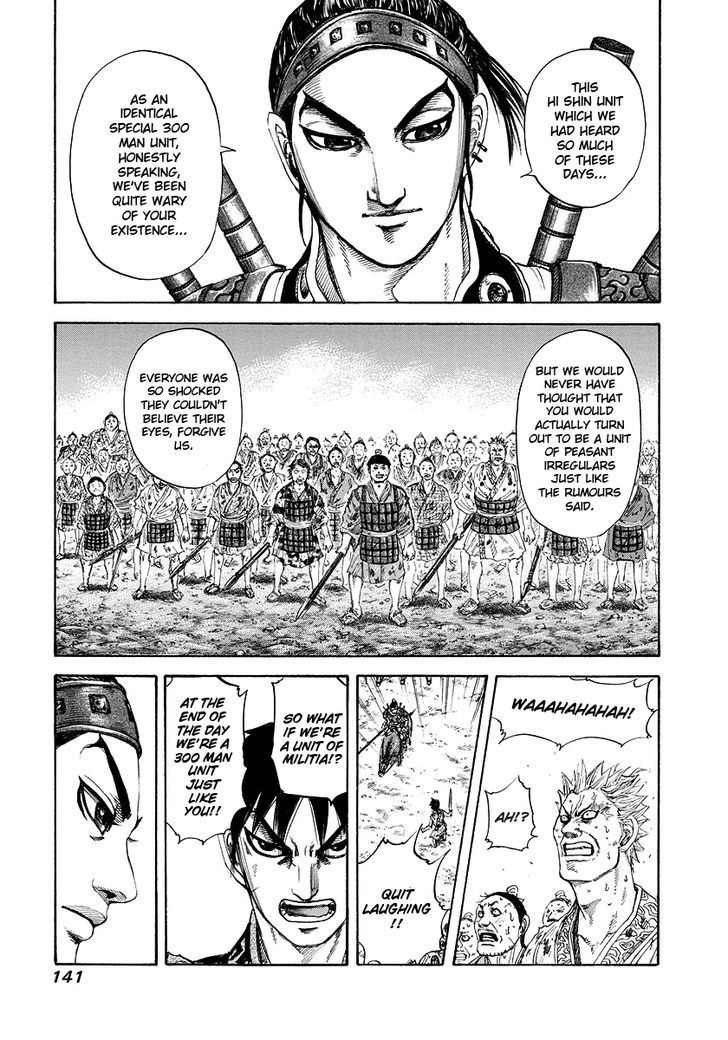 THIS
HI SHIN UNIT
WHICH WE
HAD HEARD
SO MUCH
OF THESE
DAYS...
AS AN
IDENTICAL
SPECIAL 300
MAN UNIT,
HONESTLY
SPEAKING,
WE'VE BEEN
QUITE WARY
OF YOUR
EXISTENCE...
BUT WE WOULD
NEVER HAVE
THOUGHT THAT
YOU WOULD
ACTUALLY TURN
OUT TO BE A UNIT
OF PEASANT
IRREGULARS
JUST LIKE
THE RUMOURS
SAID.
EVERYONE WAS
SO SHOCKED
THEY COULDN'T
BELIEVE THEIR
EYES, FORGIVE
US.
WAAAHAHAHAH!
AH!?
QUIT
LAUGHING
!!
SO WHAT
IF WE'RE
A UNIT OF
MILITIA!?
AT THE
END OF
THE DAY
WE'RE A
300 MAN
UNIT
JUST
LIKE
YOU!!
141